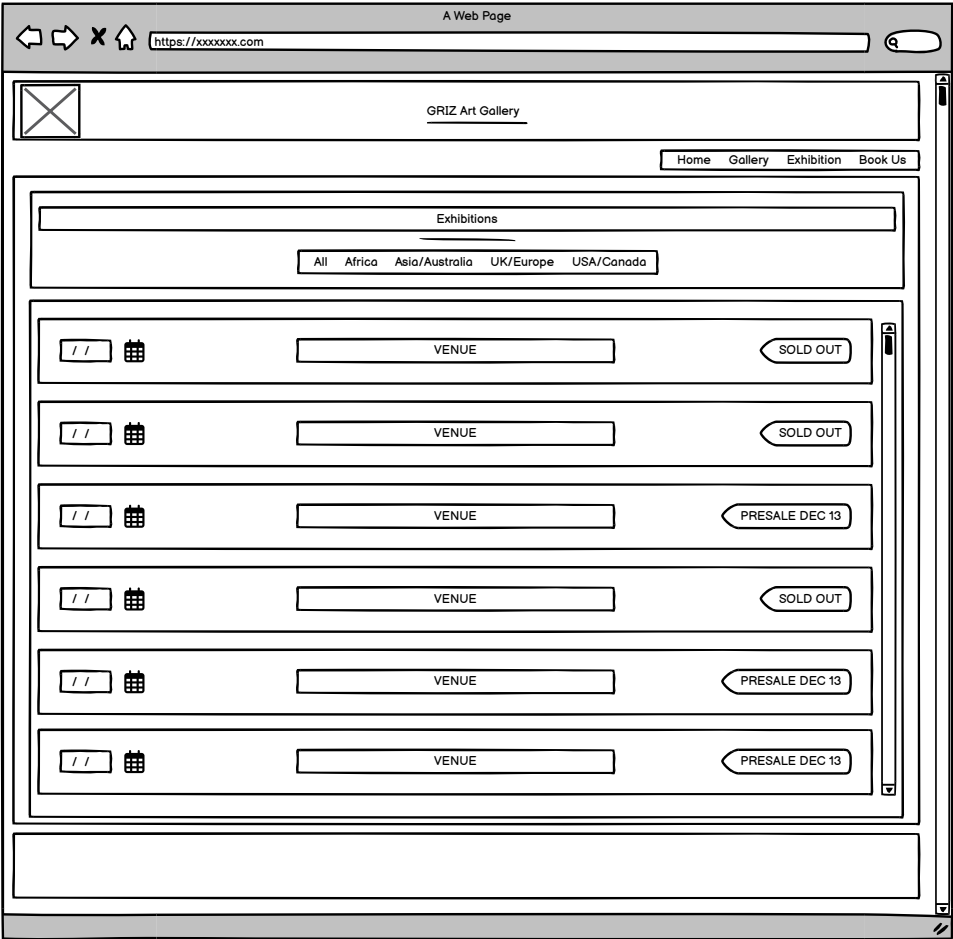 A Web Page
https://xxxxxxx.com
GRIZ Art Gallery
Home Gallery Exhibition Book Us
Exhibitions
All Africa Asia/Australia UK/Europe USA/Canada
/ / VENUE SOLD OUT
/ / VENUE SOLD OUT
/ / VENUE PRESALE DEC 13
/ / VENUE SOLD OUT
/ / VENUE PRESALE DEC 13
/ / VENUE PRESALE DEC 13